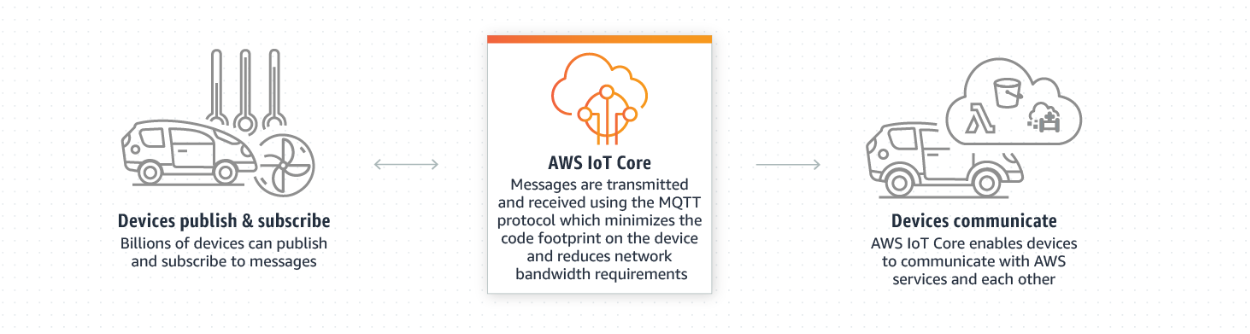 Devices publish & subscribe
Billions of devices can publish
and subscribe to messages
AWS IoT Core
Messages are transmitted
and received using the MQTT
protocol which minimizes the
code footprint on the device
and reduces network
bandwidth requirements
Devices communicate
AWS IoT Core enables devices
to communicate with AWS
services and each other